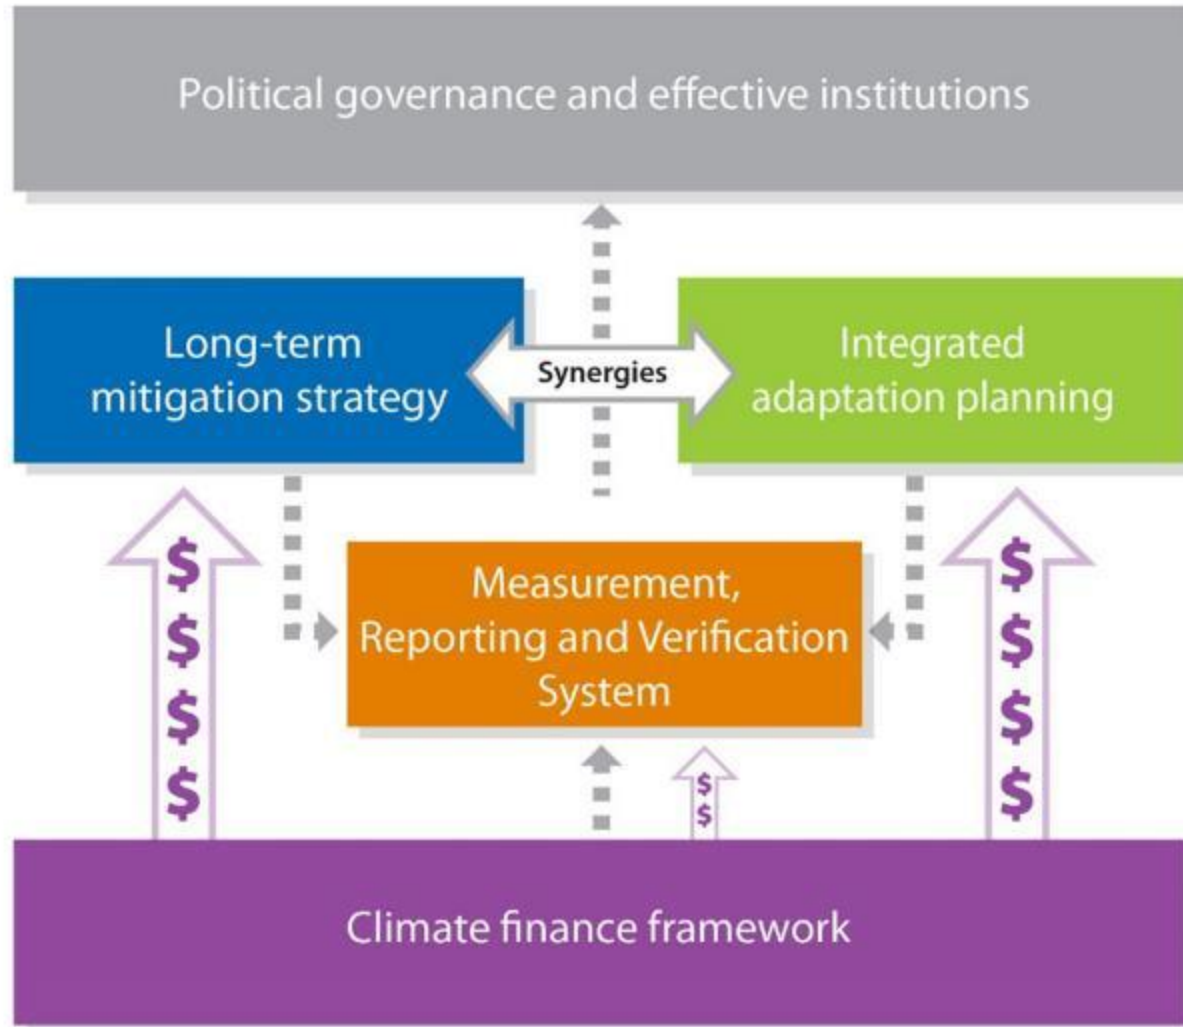 Political governance and effective institutions
Long-term
mitigation strategy
Synergies
Integrated
adaptation planning
$
$
$
$
Measurement,
Reporting and Verification
System
$
$
$
$
$
$
Climate finance framework